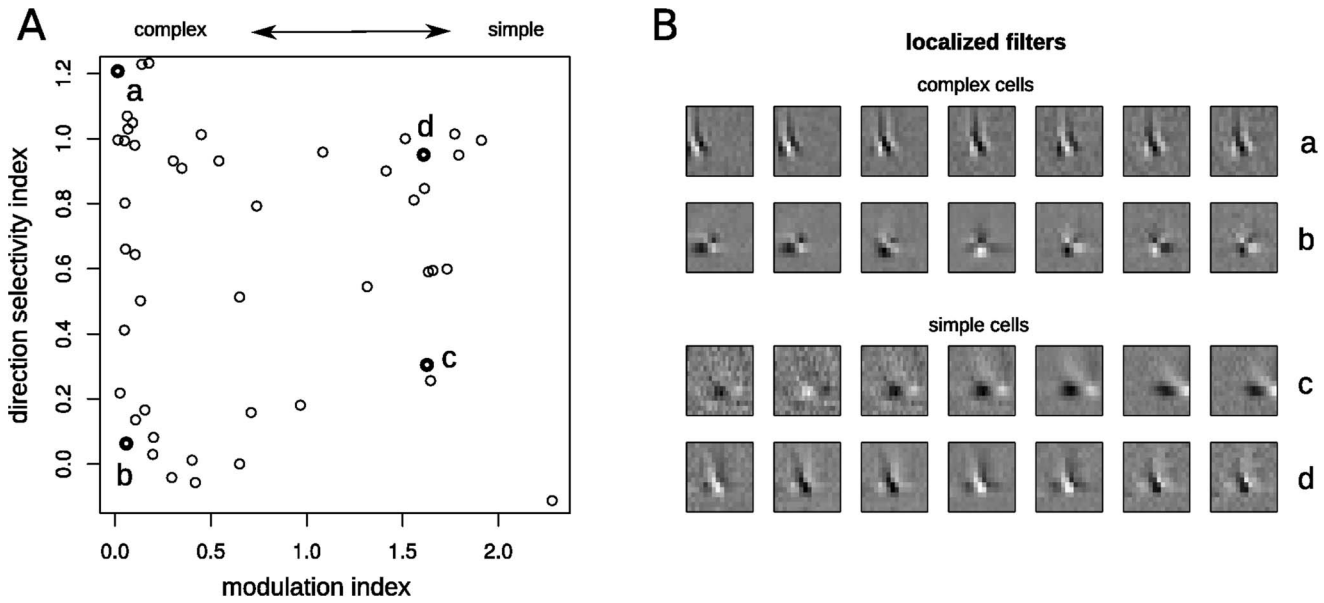 A
complex simple
direction selectivity index
1.2
1.0
0.8
0.6
0.4
0.2
0.0
a
d
c
b
0.0 0.5 1.0 1.5 2.0
modulation index
B
localized filters
complex cells
a
b
simple cells
c
d